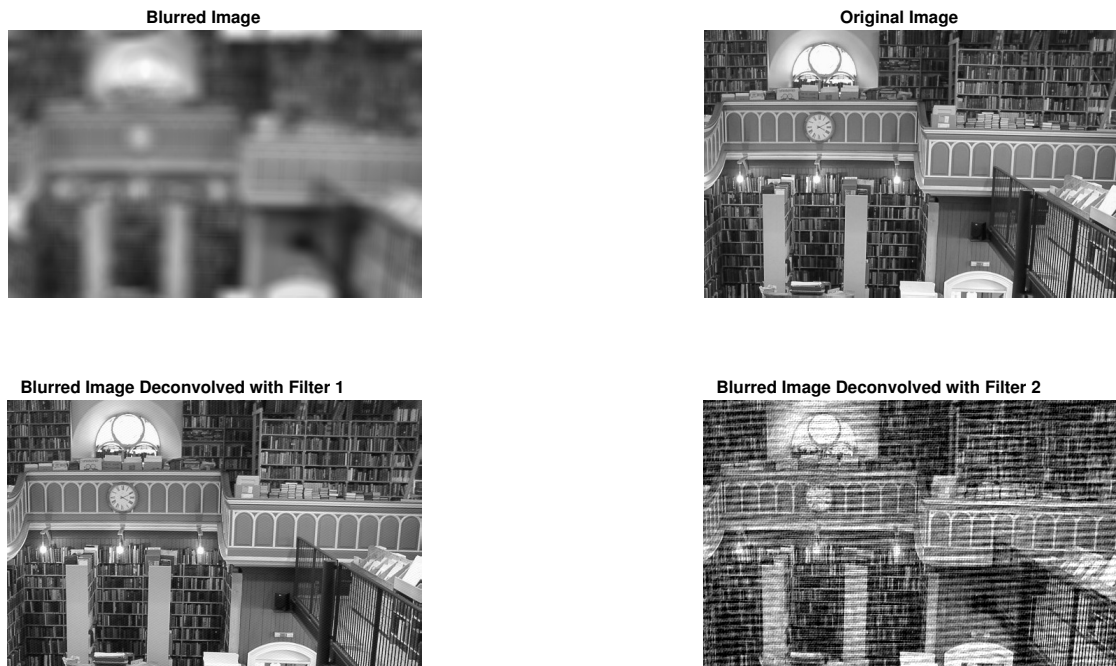 Blurred Image
Original Image
Blurred Image Deconvolved with Filter 1
Blurred Image Deconvolved with Filter 2